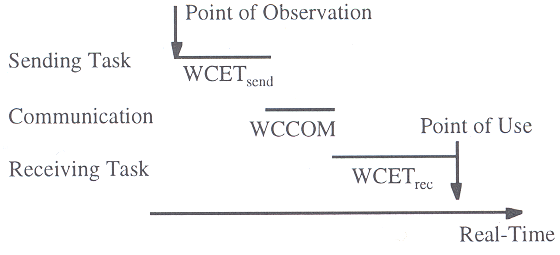 Point of Observation
Sending Task
WCETsend
Communication
WCCOM
Point of Use
Receiving Task
WCETrec
Real-Time